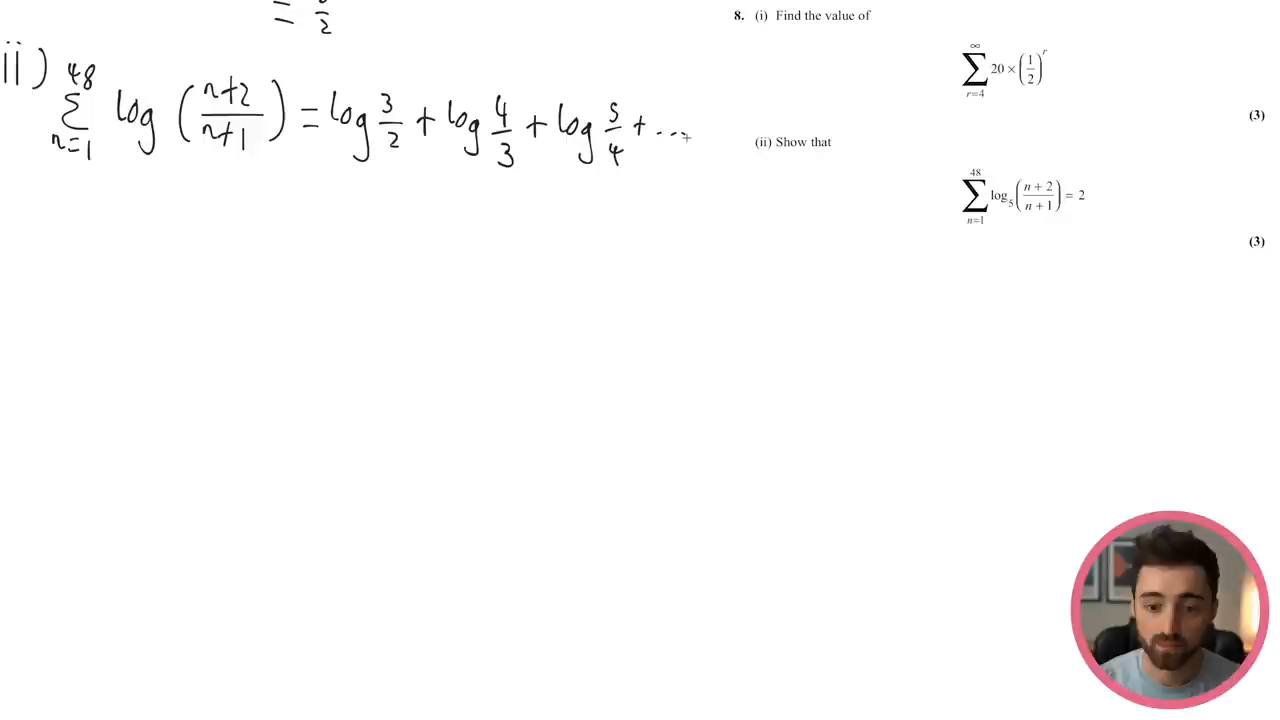 = 5/2
ii) 48 Σ n=1 log (n+2/n+1) = log 3/2 + log 4/3 + log 5/4 + ...
8. (i) Find the value of
∞ ∑ r=4 20 × (1/2)^r
(3)
(ii) Show that
48 ∑ n=1 log₅ (n + 2/n + 1) = 2
(3)